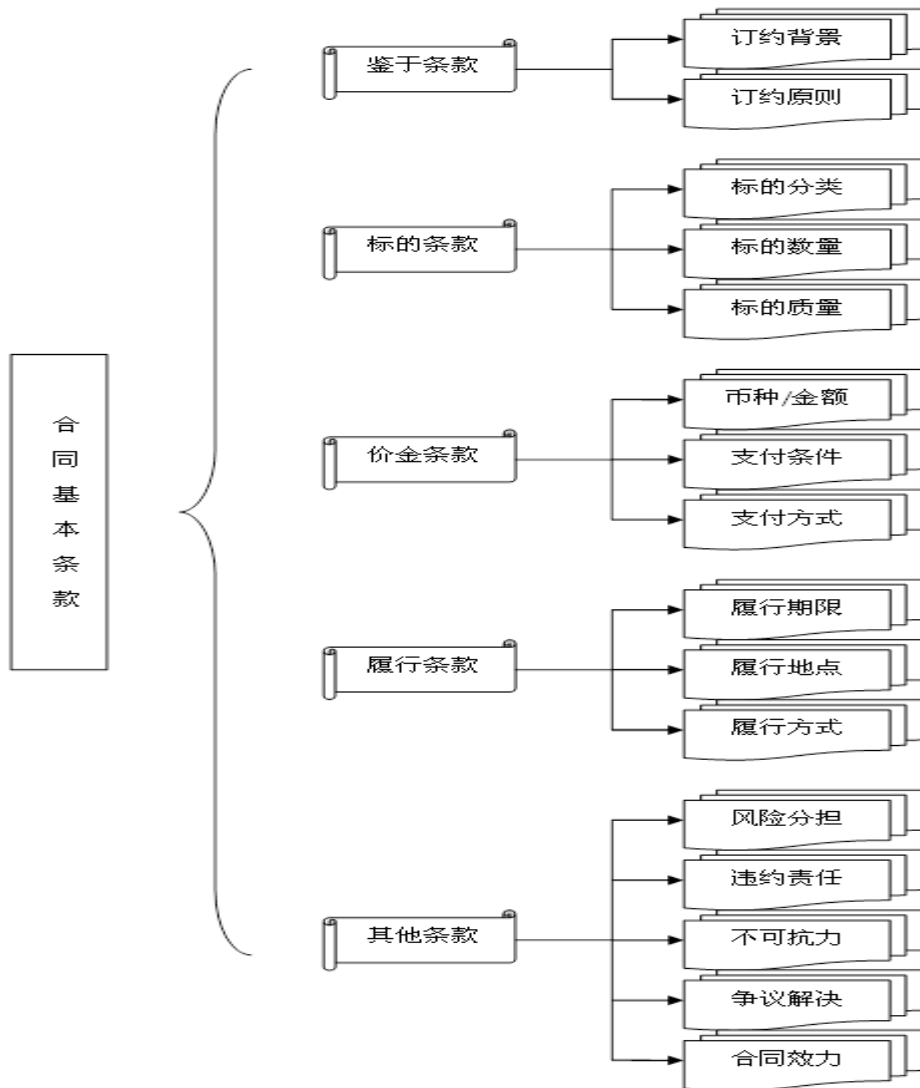 合同基本条款
鉴于条款
订约背景
订约原则
标的条款
标的分类
标的数量
标的质量
价金条款
币种/金额
支付条件
支付方式
履行条款
履行期限
履行地点
履行方式
其他条款
风险分担
违约责任
不可抗力
争议解决
合同效力